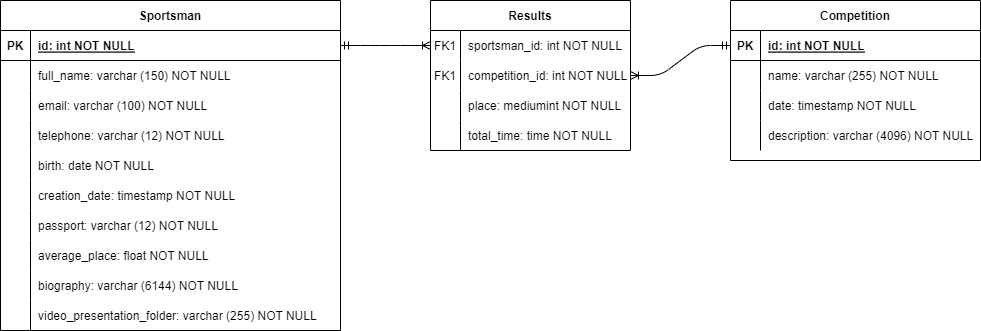 Sportsman
PK id: int NOT NULL
full_name: varchar (150) NOT NULL
email: varchar (100) NOT NULL
telephone: varchar (12) NOT NULL
birth: date NOT NULL
creation_date: timestamp NOT NULL
passport: varchar (12) NOT NULL
average_place: float NOT NULL
biography: varchar (6144) NOT NULL
video_presentation_folder: varchar (255) NOT NULL
Results
FK1 sportsman_id: int NOT NULL
FK1 competition_id: int NOT NULL
place: mediumint NOT NULL
total_time: time NOT NULL
Competition
PK id: int NOT NULL
name: varchar (255) NOT NULL
date: timestamp NOT NULL
description: varchar (4096) NOT NULL